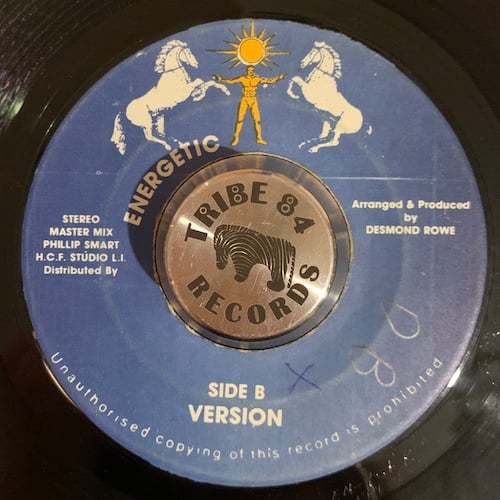 ENERGETIC
STEREO
MASTER MIX
PHILLIP SMART
H.C.F. STUDIO L.I.
Distributed By
TRIBE 84
RECORDS
Arranged & Produced
by
DESMOND ROWE
SIDE B
VERSION
X
D B
Unauthorised copying of this record is prohibited